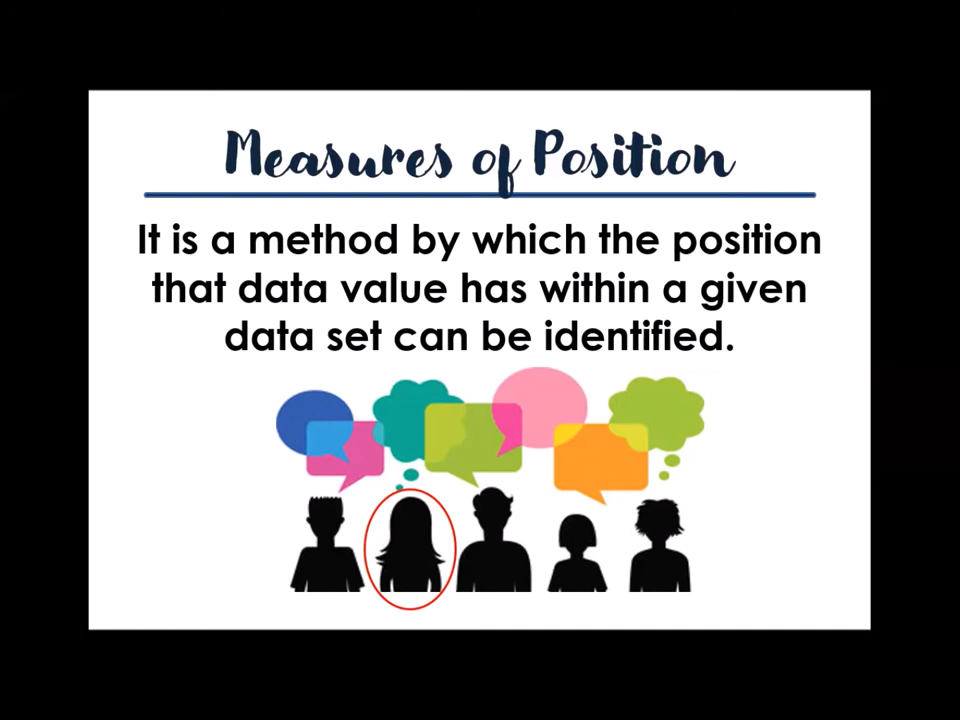 Measures of Position
It is a method by which the position
that data value has within a given
data set can be identified.